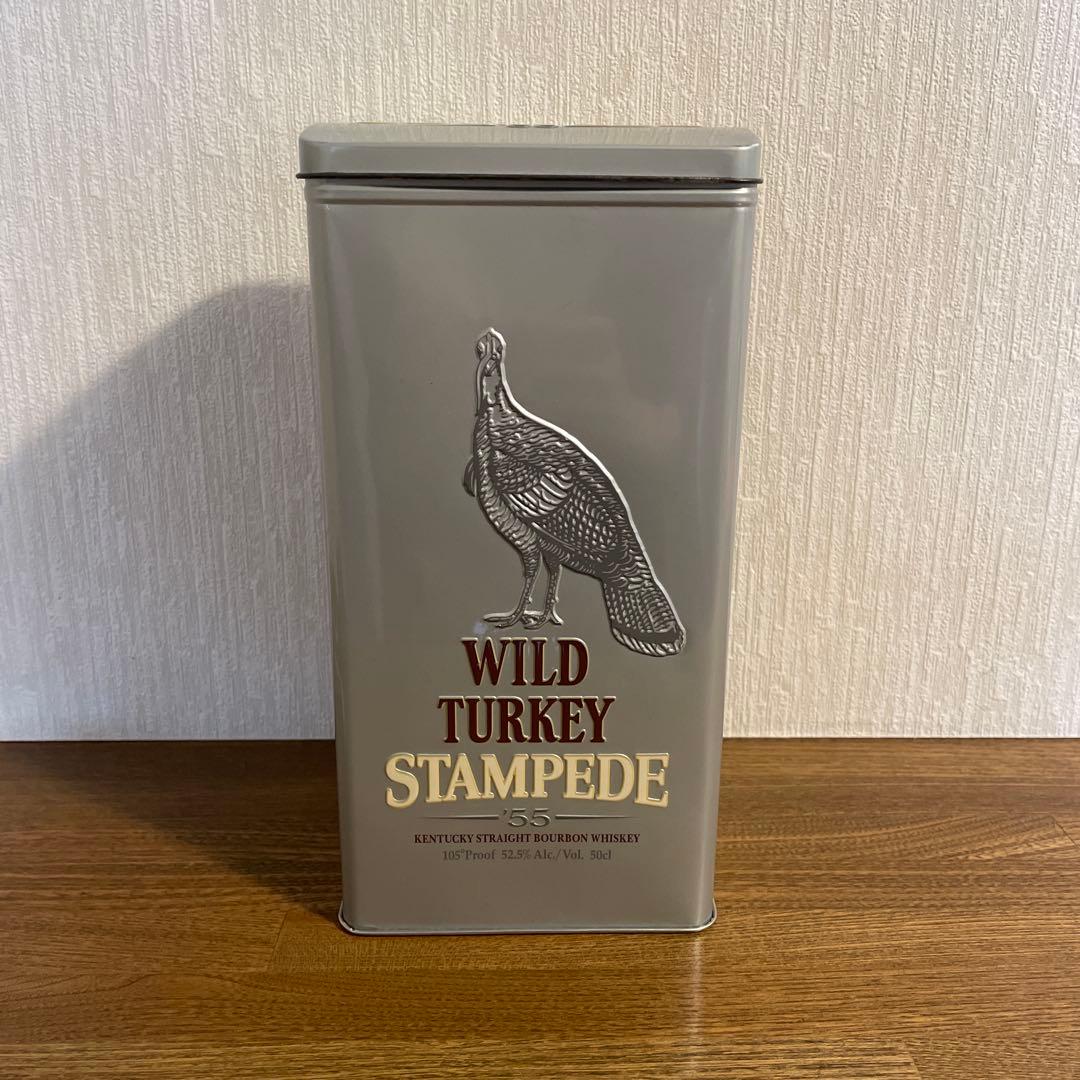 WILD
TURKEY
STAMPEDE
'55
KENTUCKY STRAIGHT BOURBON WHISKEY
105°Proof 52.5% Alc./Vol. 50cl